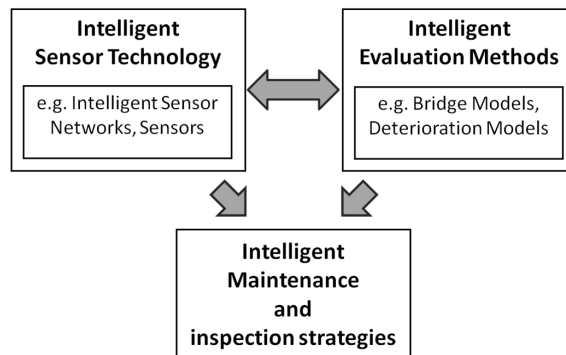 Intelligent
Sensor Technology
e.g. Intelligent Sensor
Networks, Sensors
Intelligent
Evaluation Methods
e.g. Bridge Models,
Deterioration Models
Intelligent
Maintenance
and
inspection strategies